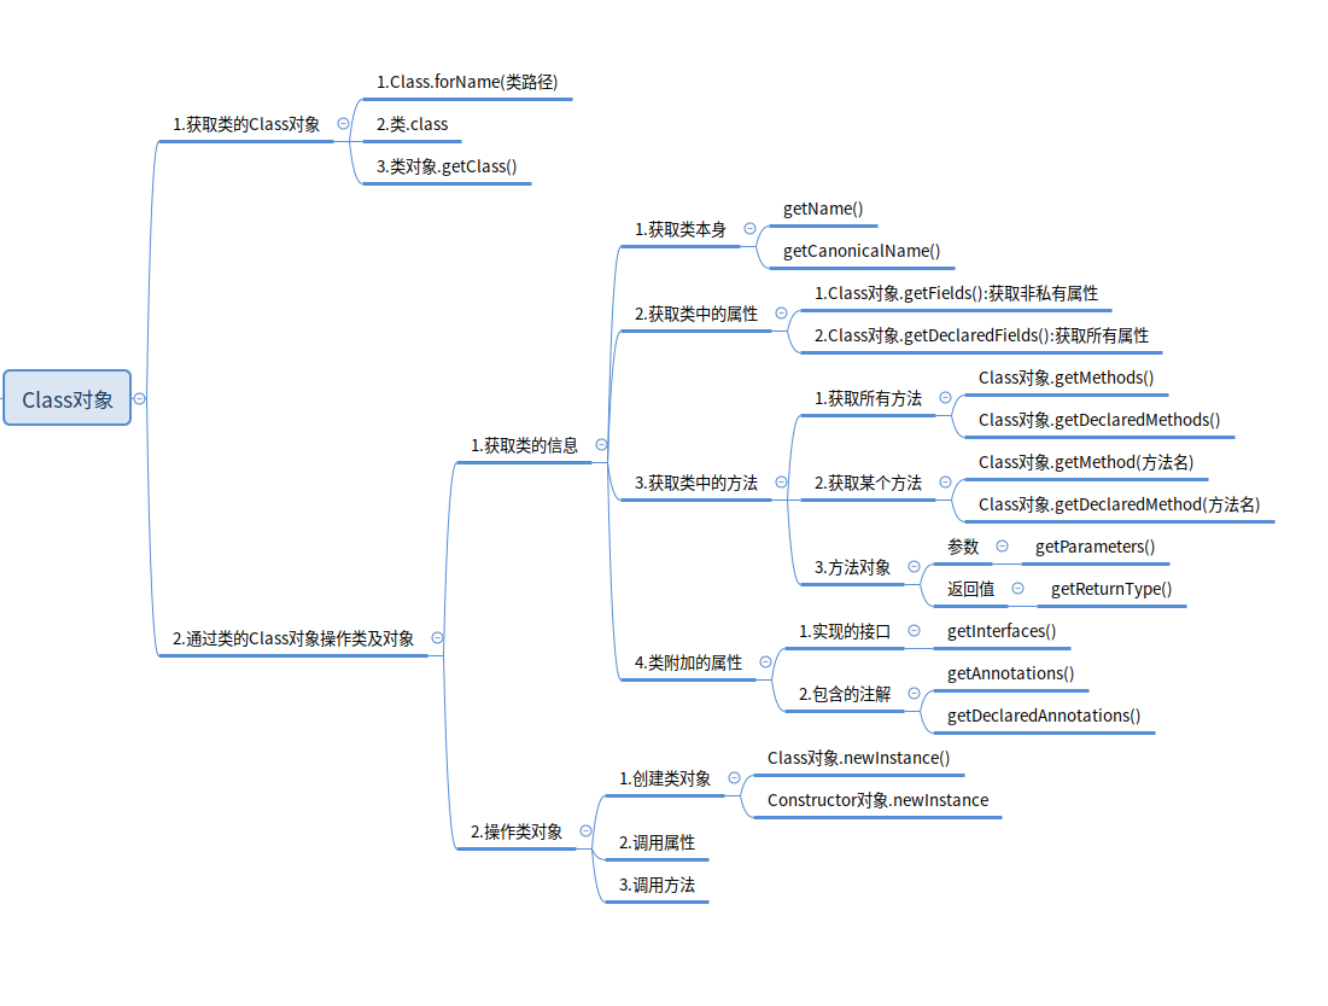 Class对象
1.获取类的Class对象
1.Class.forName(类路径)
2.类.class
3.类对象.getClass()
2.通过类的Class对象操作类及对象
1.获取类的信息
1.获取类本身
getName()
getCanonicalName()
2.获取类中的属性
1.Class对象.getFields():获取非私有属性
2.Class对象.getDeclaredFields():获取所有属性
3.获取类中的方法
1.获取所有方法
Class对象.getMethods()
Class对象.getDeclaredMethods()
2.获取某个方法
Class对象.getMethod(方法名)
Class对象.getDeclaredMethod(方法名)
3.方法对象
参数
getParameters()
返回值
getReturnType()
4.类附加的属性
1.实现的接口
getInterfaces()
2.包含的注解
getAnnotations()
getDeclaredAnnotations()
2.操作类对象
1.创建类对象
Class对象.newInstance()
Constructor对象.newInstance
2.调用属性
3.调用方法